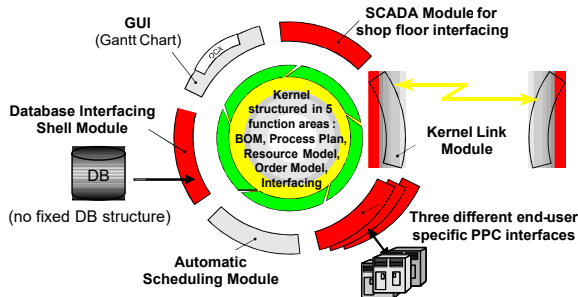 GUI
(Gantt Chart)
OCX
SCADA Module for
shop floor interfacing
Kernel
structured in 5
function areas :
BOM, Process Plan,
Resource Model,
Order Model,
Interfacing
Database Interfacing
Shell Module
DB
(no fixed DB structure)
Kernel Link
Module
Automatic
Scheduling Module
Three different end-user
specific PPC interfaces